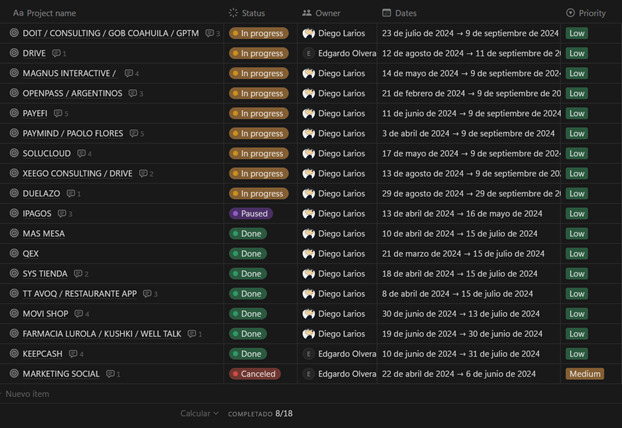 Aa Project name Status Owner Dates Priority
DOIT / CONSULTING / GOB COAHUILA / GPTM 3 In progress Diego Larios 23 de julio de 2024 → 9 de septiembre de 2024 Low
DRIVE 1 In progress E Edgardo Olvera 12 de agosto de 2024 → 11 de septiembre de Low
MAGNUS INTERACTIVE / 4 In progress Diego Larios 14 de mayo de 2024 → 9 de septiembre de 2024 Low
OPENPASS / ARGENTINOS 3 In progress Diego Larios 21 de febrero de 2024 → 9 de septiembre de 20 Low
PAYEFI 5 In progress Diego Larios 11 de junio de 2024 → 9 de septiembre de 2024 Low
PAYMIND / PAOLO FLORES 5 In progress Diego Larios 3 de abril de 2024 → 9 de septiembre de 2024 Low
SOLUCLOUD 4 In progress Diego Larios 17 de mayo de 2024 → 9 de septiembre de 2024 Low
XEEGO CONSULTING / DRIVE 2 In progress Diego Larios 13 de agosto de 2024 → 9 de septiembre de 202 Low
DUELAZO 1 In progress Diego Larios 29 de agosto de 2024 → 29 de septiembre de 2 Low
IPAGOS 3 Paused Diego Larios 13 de abril de 2024 → 16 de mayo de 2024 Low
MAS MESA Done Diego Larios 10 de abril de 2024 → 15 de julio de 2024 Low
QEX Done Diego Larios 21 de marzo de 2024 → 15 de julio de 2024 Low
SYS TIENDA 2 Done Diego Larios 18 de abril de 2024 → 15 de julio de 2024 Low
TT AVOQ / RESTAURANTE APP 3 Done Diego Larios 8 de abril de 2024 → 15 de julio de 2024 Low
MOVI SHOP 4 Done Diego Larios 30 de junio de 2024 → 13 de julio de 2024 Low
FARMACIA LUROLA / KUSHKI / WELL TALK 1 Done Diego Larios 19 de junio de 2024 → 30 de junio de 2024 Low
KEEPCASH 4 Done E Edgardo Olvera 10 de junio de 2024 → 31 de julio de 2024 Low
MARKETING SOCIAL 1 Canceled E Edgardo Olvera 22 de abril de 2024 → 6 de junio de 2024 Medium
Nuevo ítem
Calcular COMPLETADO 8/18